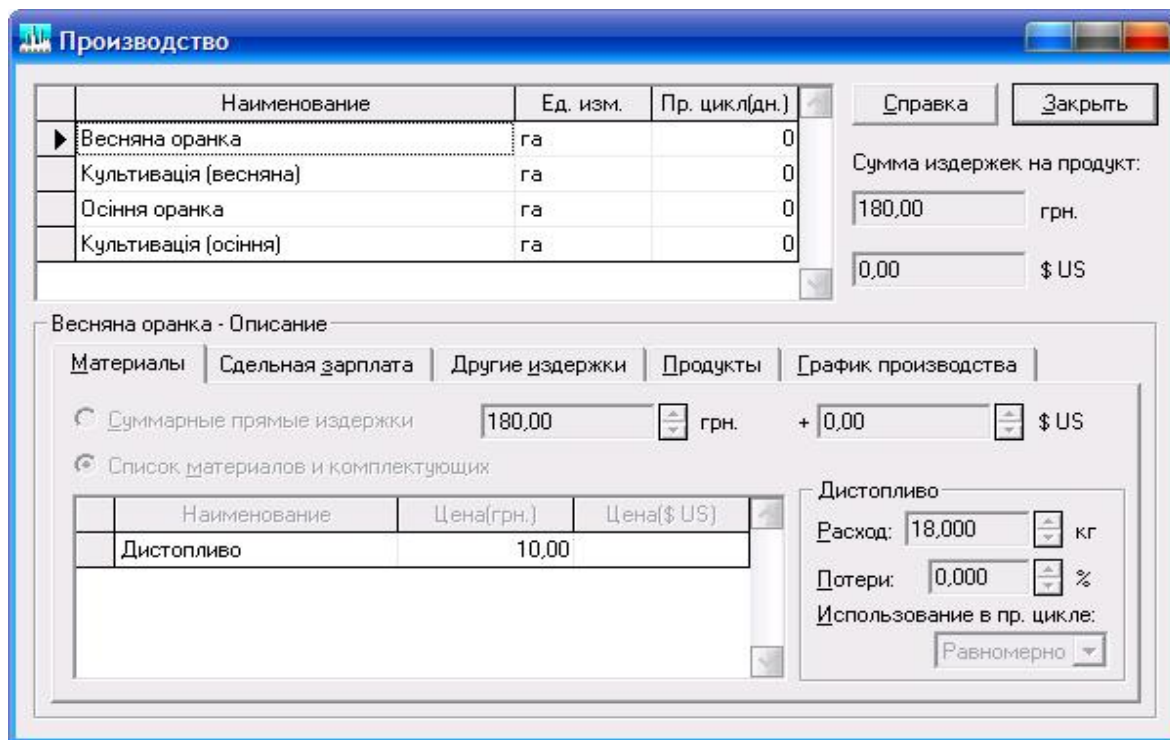 Производство
Наименование Ед. изм. Пр. цикл(дн.)
Весняна оранка га 0
Культивація (весняна) га 0
Осіння оранка га 0
Культивація (осіння) га 0
Справка Закрыть
Сумма издержек на продукт:
180,00 грн.
0,00 $ US
Весняна оранка - Описание
Материалы Сдельная зарплата Другие издержки Продукты График производства
Суммарные прямые издержки 180,00 грн. + 0,00 $ US
Список материалов и комплектующих
Наименование Цена(грн.) Цена($ US)
Дистопливо 10,00
Дистопливо
Расход: 18,000 кг
Потери: 0,000 %
Использование в пр. цикле:
Равномерно